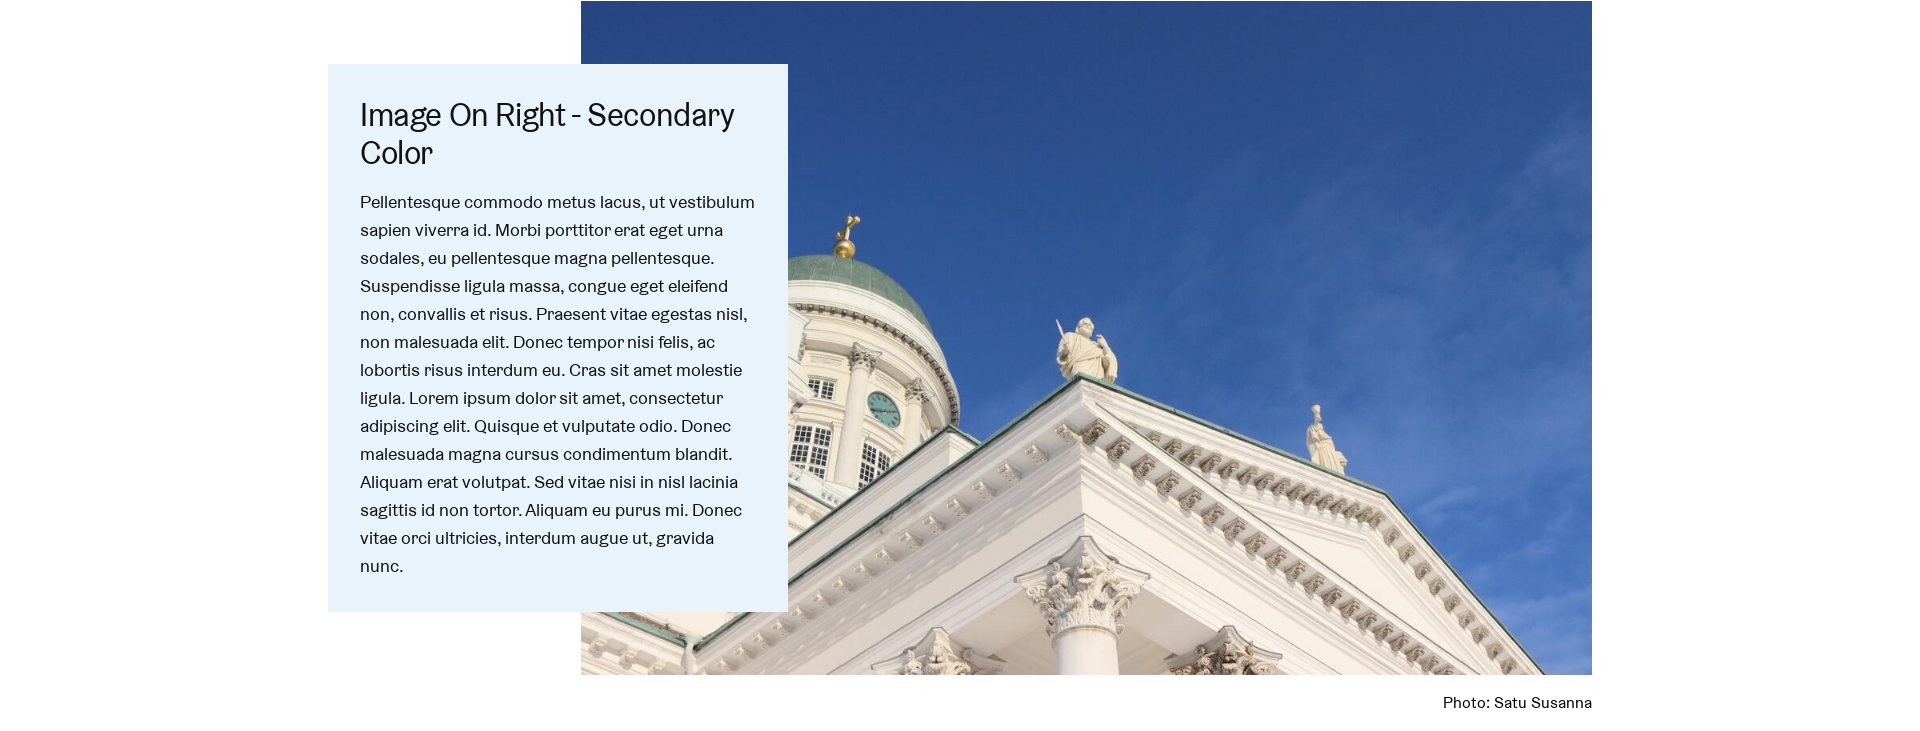 Image On Right - Secondary
Color
Pellentesque commodo metus lacus, ut vestibulum
sapien viverra id. Morbi porttitor erat eget urna
sodales, eu pellentesque magna pellentesque.
Suspendisse ligula massa, congue eget eleifend
non, convallis et risus. Praesent vitae egestas nisl,
non malesuada elit. Donec tempor nisi felis, ac
lobortis risus interdum eu. Cras sit amet molestie
ligula. Lorem ipsum dolor sit amet, consectetur
adipiscing elit. Quisque et vulputate odio. Donec
malesuada magna cursus condimentum blandit.
Aliquam erat volutpat. Sed vitae nisi in nisl lacinia
sagittis id non tortor. Aliquam eu purus mi. Donec
vitae orci ultricies, interdum augue ut, gravida
nunc.
Photo: Satu Susanna